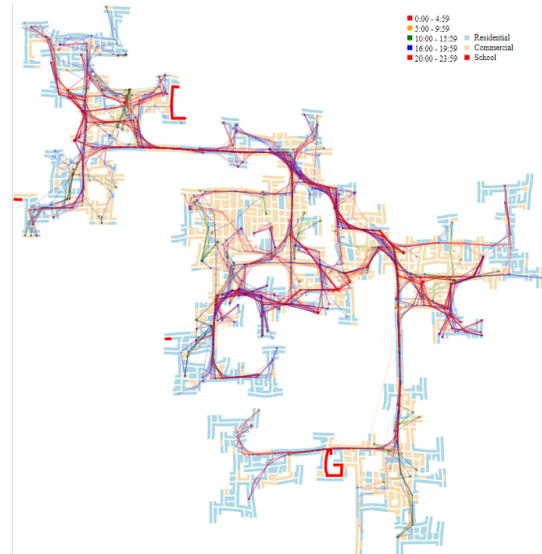 0:00 - 4:59
5:00 - 9:59
10:00 - 15:59 Residential
16:00 - 19:59 Commercial
20:00 - 23:59 School